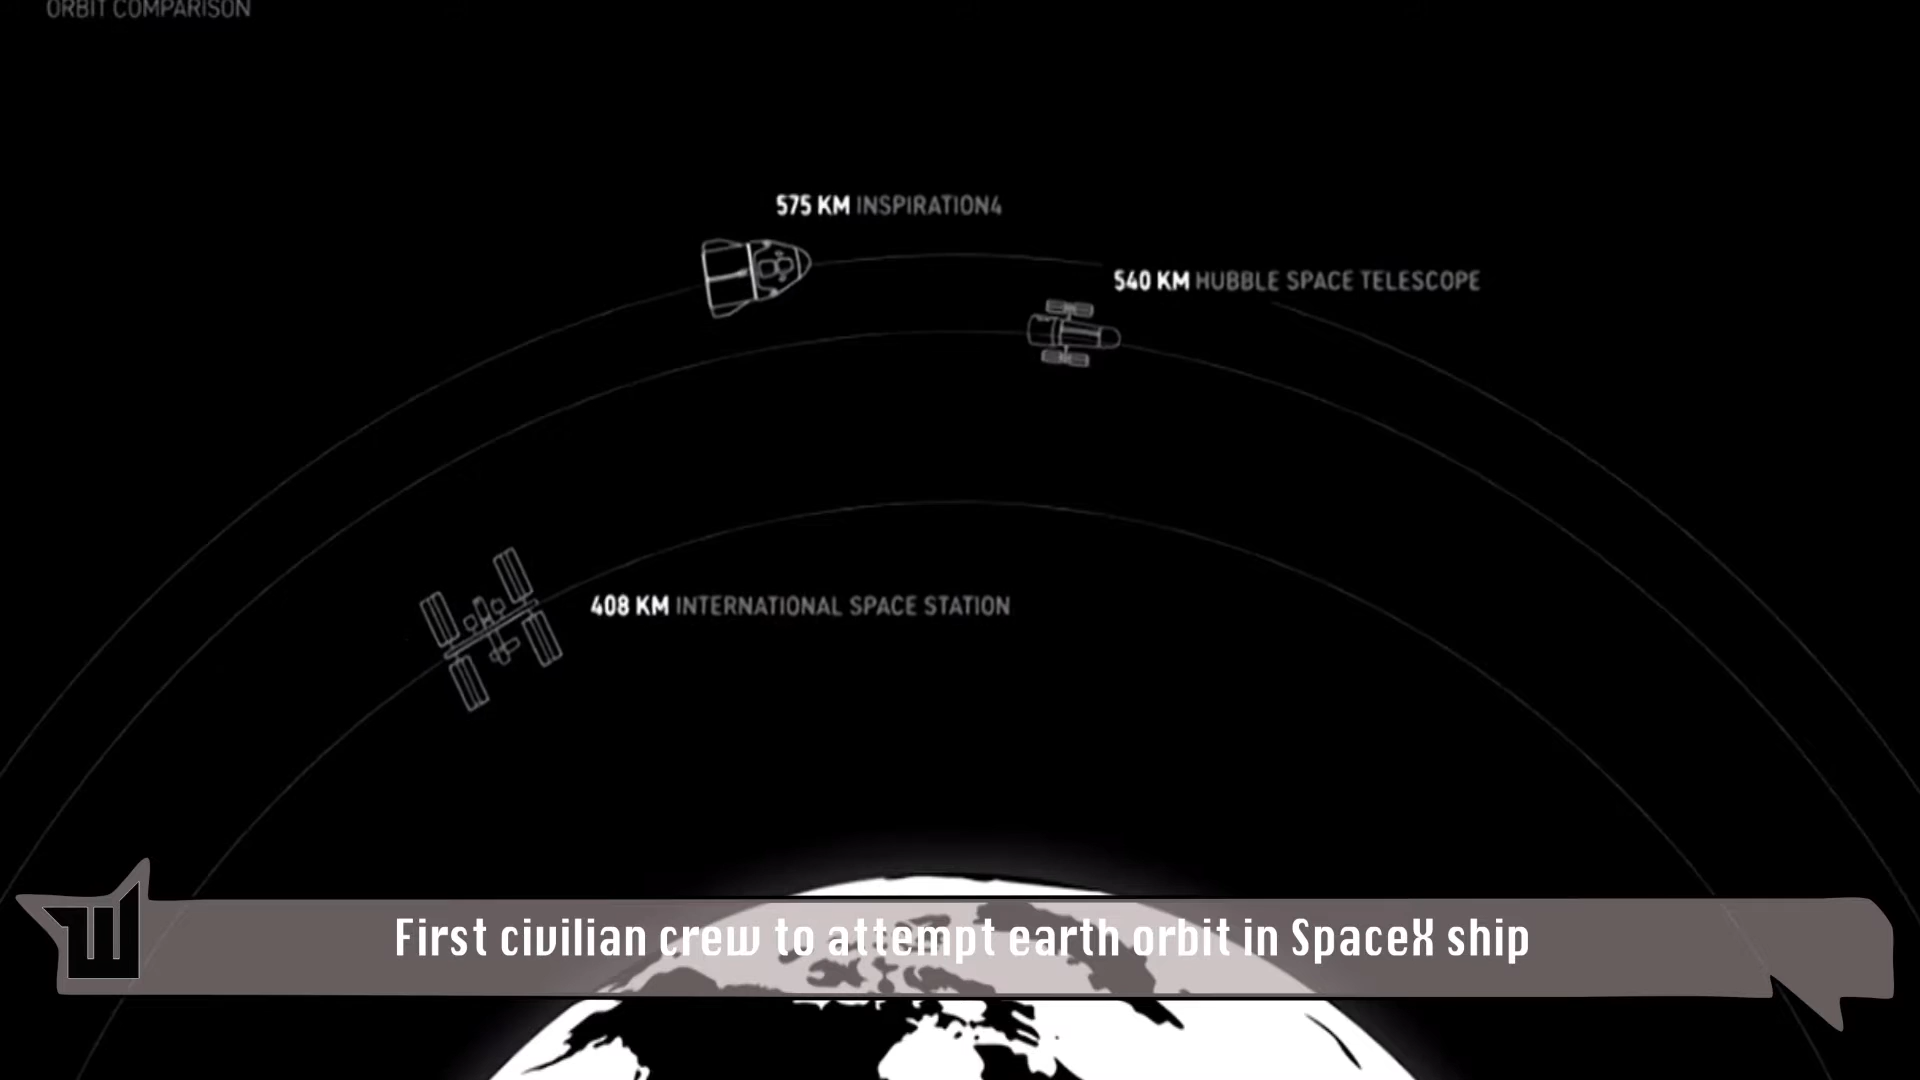 ORBIT COMPARISON
575 KM INSPIRATION4
540 KM HUBBLE SPACE TELESCOPE
408 KM INTERNATIONAL SPACE STATION
First civilian crew to attempt earth orbit in SpaceX ship